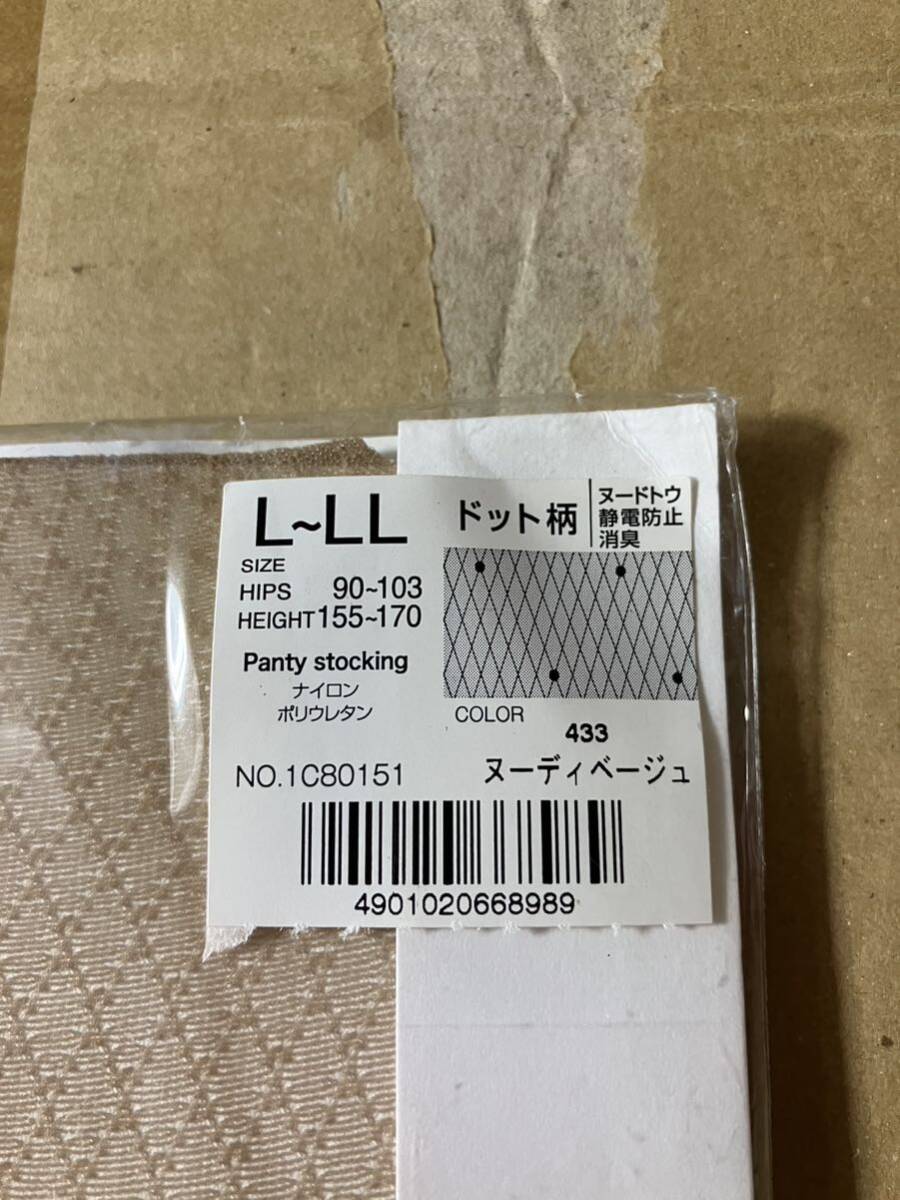 L~LL
SIZE
HIPS 90~103
HEIGHT 155~170
Panty stocking
ナイロン
ポリウレタン
NO.1C80151
ドット柄
ヌードトウ
静電防止
消臭
COLOR
433
ヌーディベージュ
4901020668989